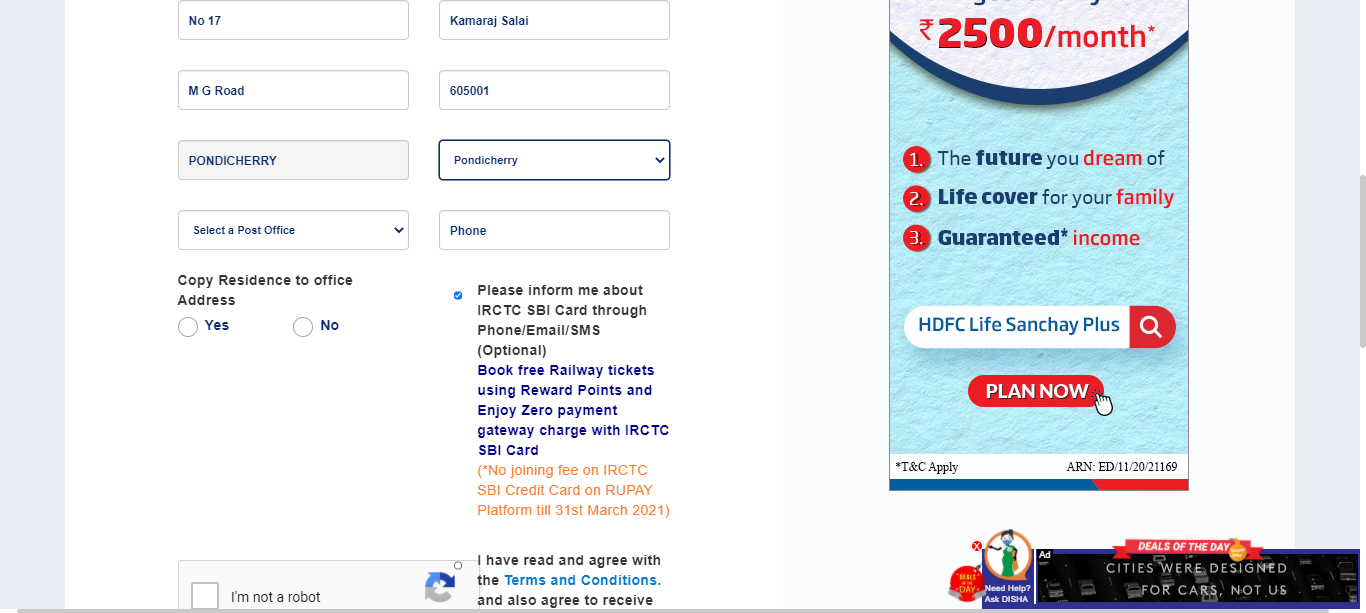 No 17
Kamaraj Salai
M G Road
605001
PONDICHERRY
Pondicherry
Select a Post Office
Phone
Copy Residence to office
Address
Yes
No
Please inform me about
IRCTC SBI Card through
Phone/Email/SMS
(Optional)
Book free Railway tickets
using Reward Points and
Enjoy Zero payment
gateway charge with IRCTC
SBI Card
(*No joining fee on IRCTC
SBI Credit Card on RUPAY
Platform till 31st March 2021)
I'm not a robot
I have read and agree with
the Terms and Conditions.
and also agree to receive
₹2500/month*
1. The future you dream of
2. Life cover for your family
3. Guaranteed* income
HDFC Life Sanchay Plus
PLAN NOW
*T&C Apply
ARN: ED/11/20/21169
X
DEALS OF THE DAY
Need Help?
Ask DISHA
Ad
DEALS OF THE DAY
CITIES WERE DESIGNED
FOR CARS, NOT US